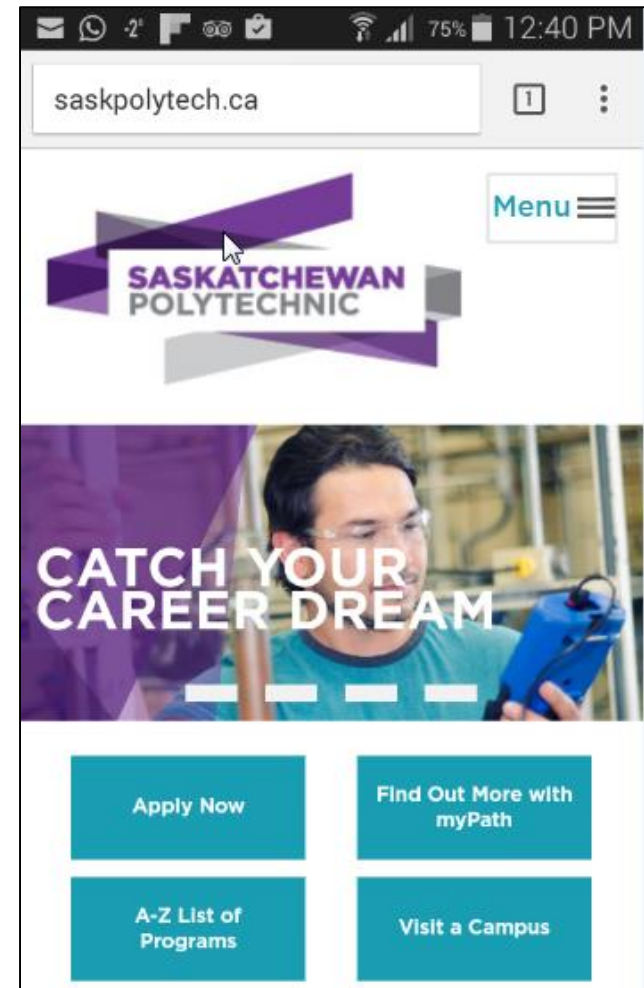 -2° 75% 12:40 PM
saskpolytech.ca 1
Menu
SASKATCHEWAN
POLYTECHNIC
CATCH YOUR
CAREER DREAM
Apply Now
Find Out More with
myPath
A-Z List of
Programs
Visit a Campus